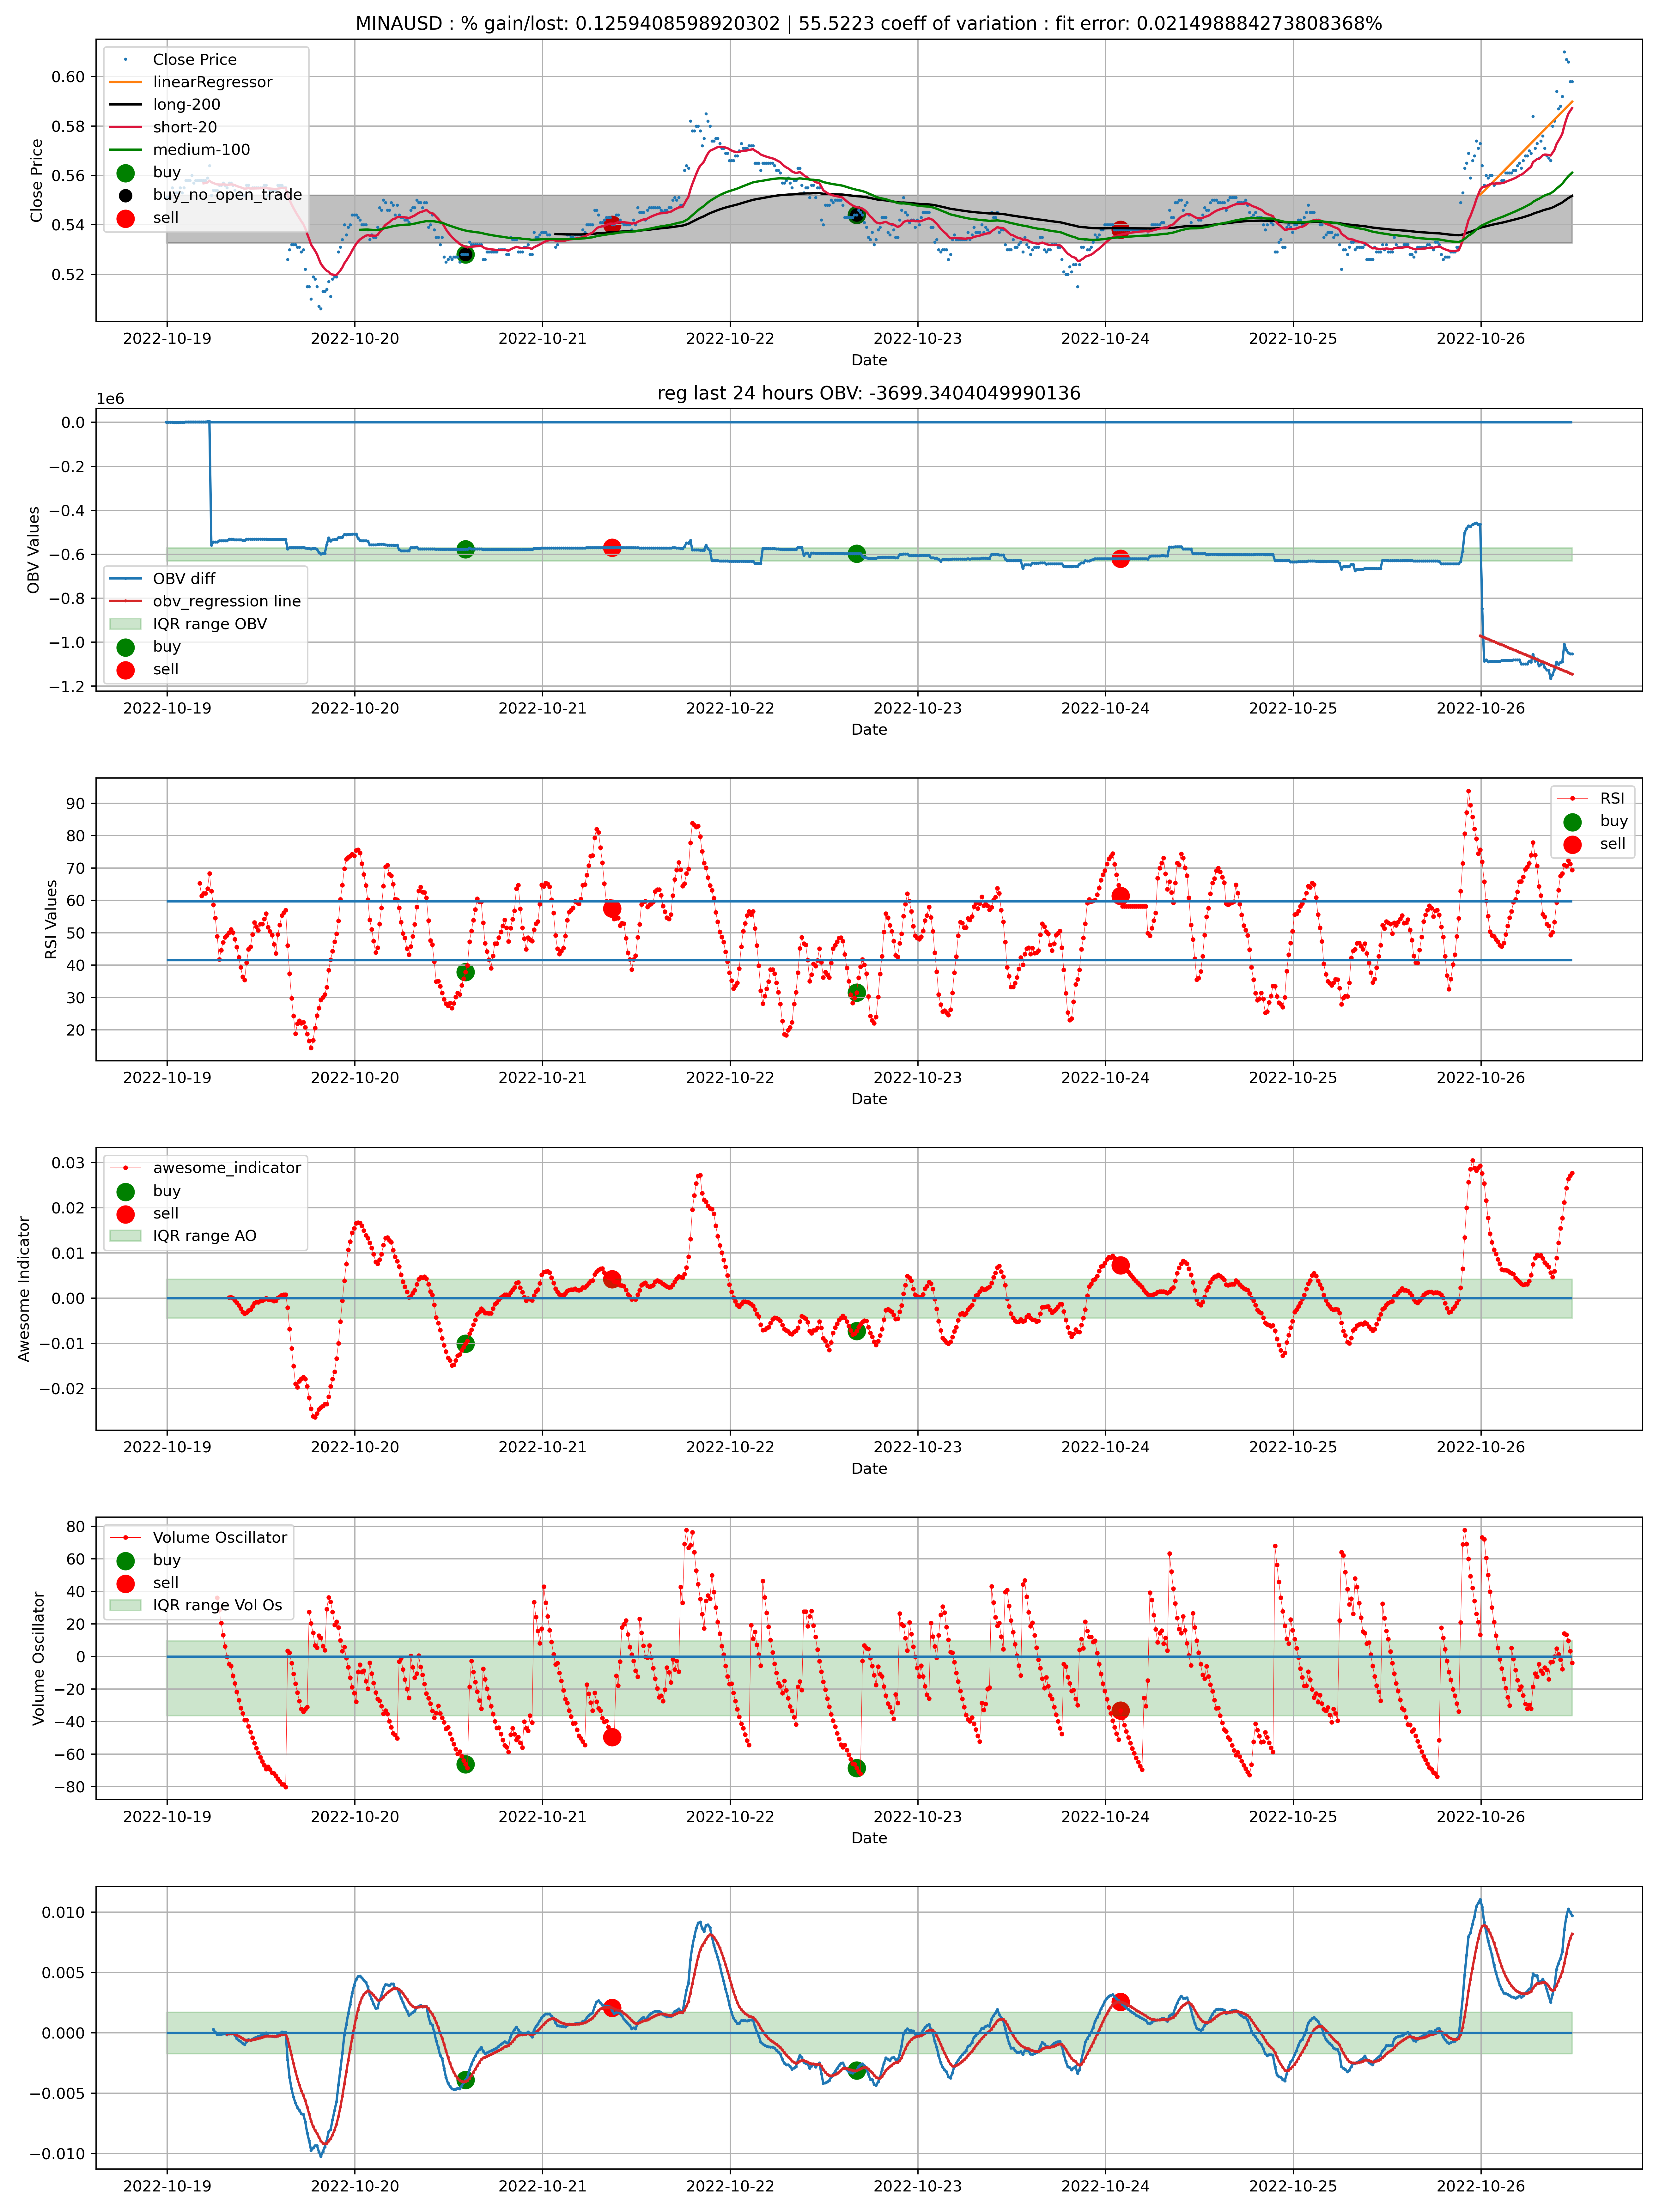 MINAUSD : % gain/lost: 0.1259408598920302 | 55.5223 coeff of variation : fit error: 0.021498884273808368%
Close Price
0.60
0.58
0.56
0.54
0.52
Close Price
linearRegressor
long-200
short-20
medium-100
buy
buy_no_open_trade
sell
2022-10-19 2022-10-20 2022-10-21 2022-10-22 2022-10-23 2022-10-24 2022-10-25 2022-10-26
Date
reg last 24 hours OBV: -3699.3404049990136
1e6
OBV Values
0.0
−0.2
−0.4
−0.6
−0.8
−1.0
−1.2
OBV diff
obv_regression line
IQR range OBV
buy
sell
2022-10-19 2022-10-20 2022-10-21 2022-10-22 2022-10-23 2022-10-24 2022-10-25 2022-10-26
Date
RSI Values
90
80
70
60
50
40
30
20
RSI
buy
sell
2022-10-19 2022-10-20 2022-10-21 2022-10-22 2022-10-23 2022-10-24 2022-10-25 2022-10-26
Date
Awesome Indicator
0.03
0.02
0.01
0.00
−0.01
−0.02
awesome_indicator
buy
sell
IQR range AO
2022-10-19 2022-10-20 2022-10-21 2022-10-22 2022-10-23 2022-10-24 2022-10-25 2022-10-26
Date
Volume Oscillator
80
60
40
20
0
−20
−40
−60
−80
Volume Oscillator
buy
sell
IQR range Vol Os
2022-10-19 2022-10-20 2022-10-21 2022-10-22 2022-10-23 2022-10-24 2022-10-25 2022-10-26
Date
0.010
0.005
0.000
−0.005
−0.010
2022-10-19 2022-10-20 2022-10-21 2022-10-22 2022-10-23 2022-10-24 2022-10-25 2022-10-26